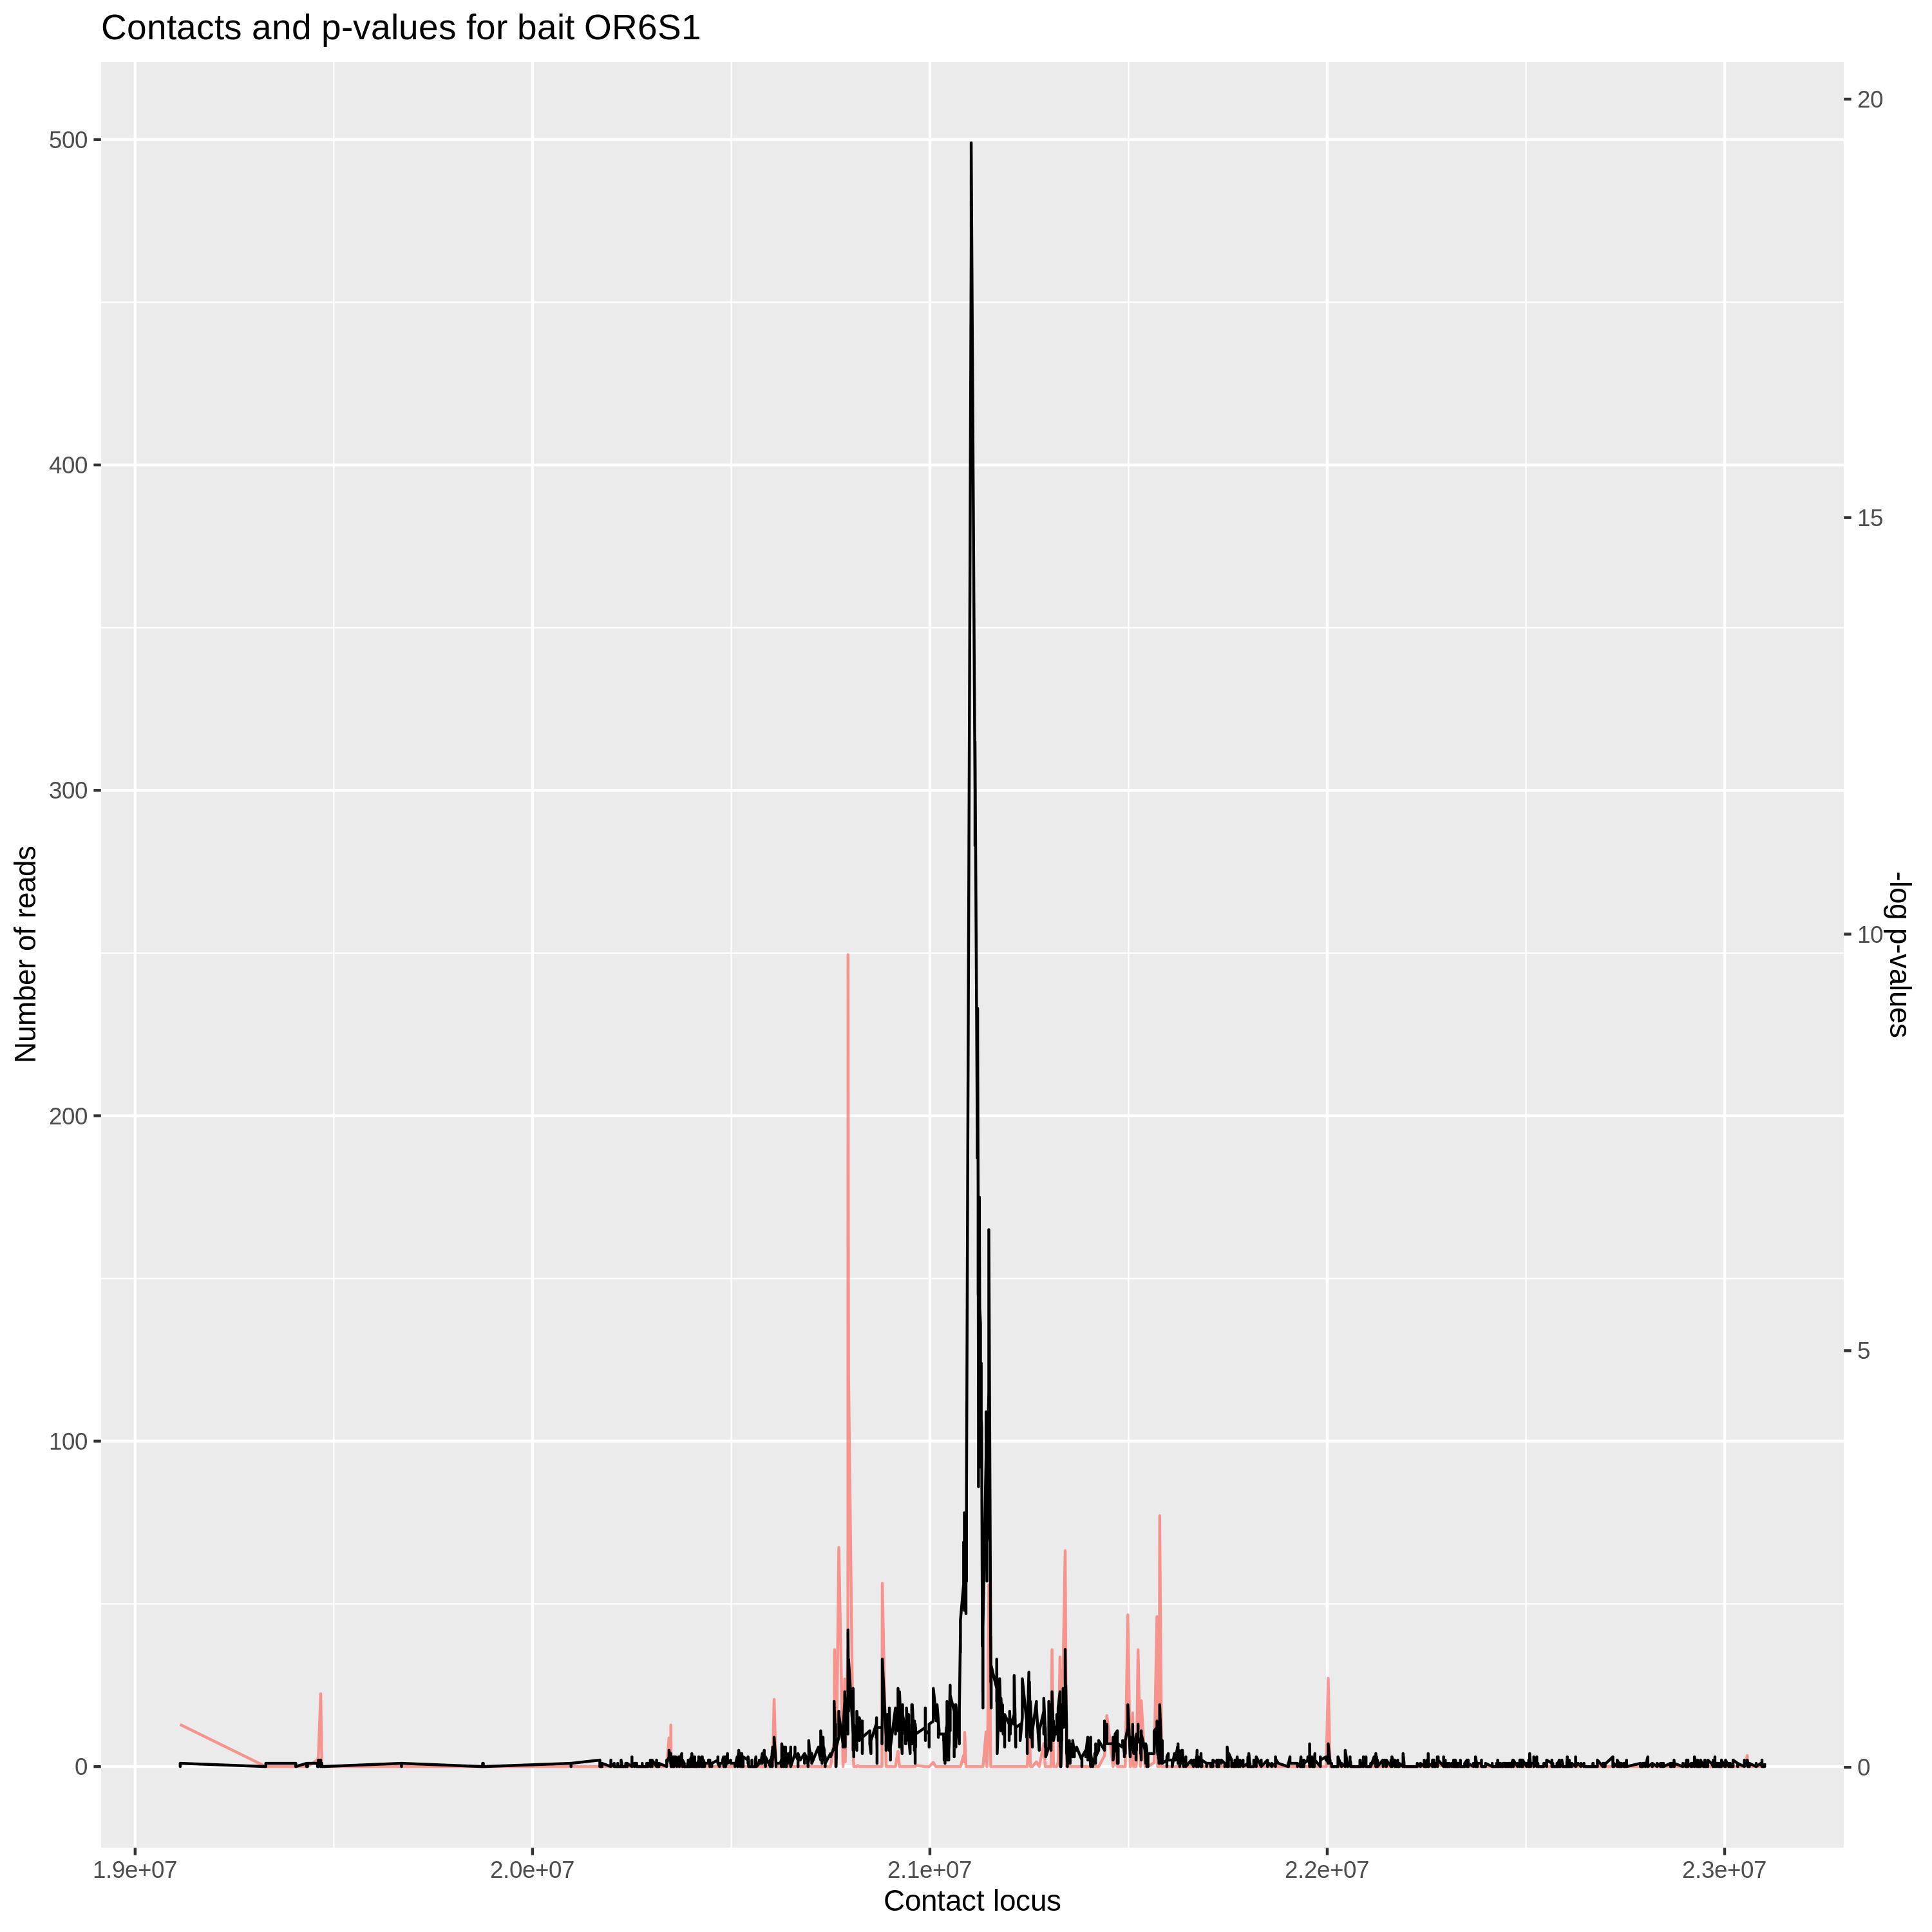 Contacts and p-values for bait OR6S1
500
400
300
200
100
0
Number of reads
20
15
10
5
0
-log p-values
1.9e+07
2.0e+07
2.1e+07
2.2e+07
2.3e+07
Contact locus